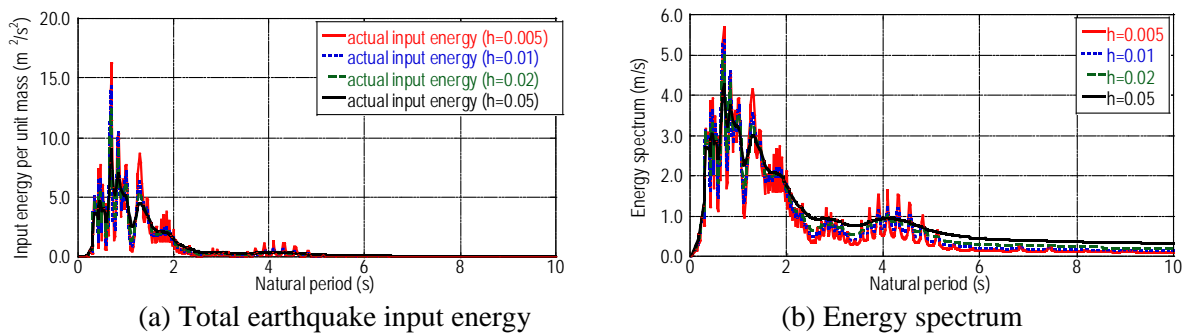 Input energy per unit mass (m^2/s^2)
20.0
15.0
10.0
5.0
0.0
actual input energy (h=0.005)
actual input energy (h=0.01)
actual input energy (h=0.02)
actual input energy (h=0.05)
0 2 4 6 8 10
Natural period (s)
(a) Total earthquake input energy
Energy spectrum (m/s)
6.0
5.0
4.0
3.0
2.0
1.0
0.0
h=0.005
h=0.01
h=0.02
h=0.05
0 2 4 6 8 10
Natural period (s)
(b) Energy spectrum